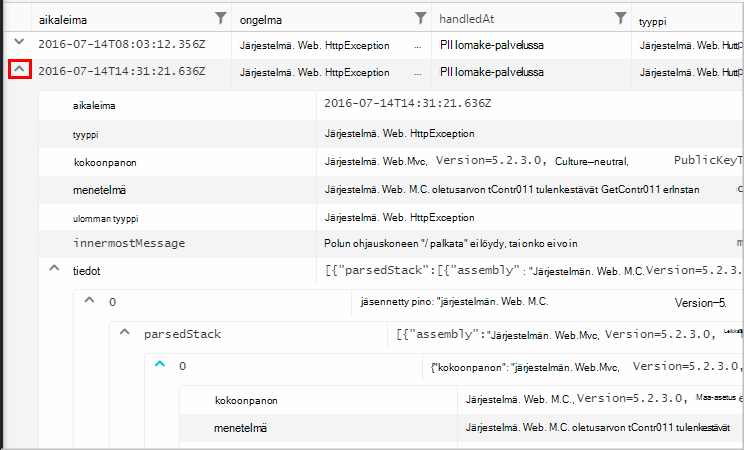 aikaleima ongelma handledAt tyyppi
2016-07-14T08:03:12.356Z Järjestelmä. Web. HttpException ... PII lomake-palvelussa Järjestelmä. Web.
2016-07-14T14:31:21.636Z Järjestelmä. Web. HttpException ... PII lomake-palvelussa Järjestelmä. Web.
aikaleima 2016-07-14T14:31:21.636Z
tyyppi Järjestelmä. Web. HttpException
kokoonpanon Järjestelmä. Web.Mvc, Version=5.2.3.0, Culture=neutral, PublicKeyT
menetelmä Järjestelmä. Web. M.C. oletusarvon tContr011 tulenkestävät GetContr011 erInstan
ulomman tyyppi Järjestelmä. Web. HttpException
innermostMessage Polun ohjauskoneen "/ palkata" ei löydy, tai onko ei voi n
tiedot [{"parsedStack":[{"assembly" : "Järjestelmä. Web. M.C. Version=5.2.3.
0 jäsennetty pino: "järjestelmän. Web. M.C. Version=5.
parsedStack [{"assembly":"Järjestelmä. Web.Mvc, Version=5.2.3.0,
0 {"kokoonpanon": "järjestelmän. Web.Mvc, Version=5.2.3.0,
kokoonpanon Järjestelmä. Web. M.C., Version=5.2.3.0, Maa-asetus e
menetelmä Järjestelmä. Web. M.C. oletusarvon tContr011 tulenkestävät